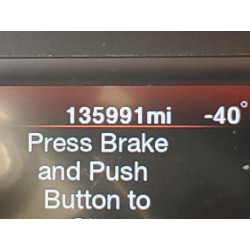 135991mi -40°
Press Brake
and Push
Button to